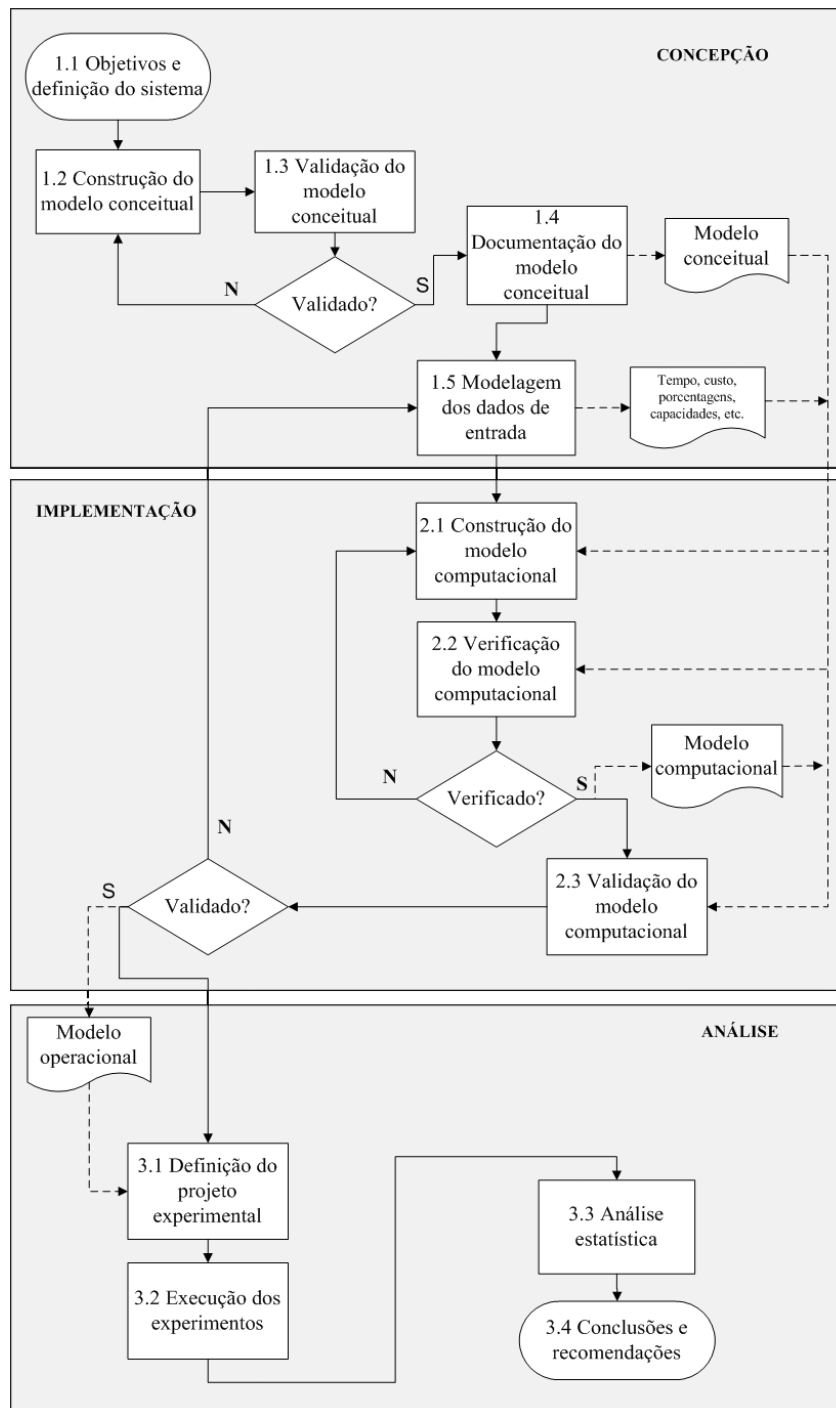 CONCEPÇÃO
1.1 Objetivos e
definição do sistema
1.2 Construção do
modelo conceitual
1.3 Validação do
modelo
conceitual
Validado?
N
S
1.4
Documentação do
modelo
conceitual
Modelo
conceitual
1.5 Modelagem
dos dados de
entrada
Tempo, custo,
porcentagens,
capacidades, etc.
IMPLEMENTAÇÃO
2.1 Construção do
modelo
computacional
2.2 Verificação
do modelo
computacional
Verificado?
N
S
Modelo
computacional
2.3 Validação do
modelo
computacional
Validado?
N
S
ANÁLISE
Modelo
operacional
3.1 Definição do
projeto
experimental
3.2 Execução dos
experimentos
3.3 Análise
estatística
3.4 Conclusões e
recomendações